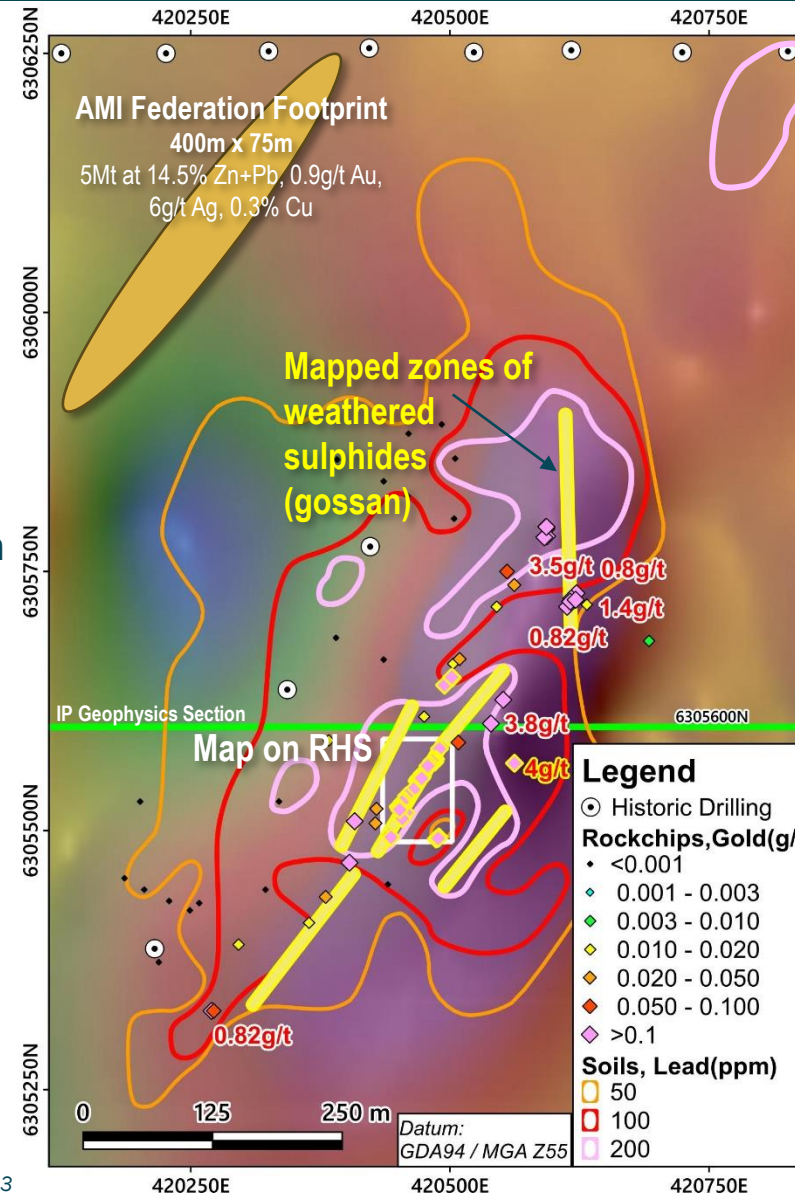 420250E
420500E
420750E
6306250N
AMI Federation Footprint
400m x 75m
5Mt at 14.5% Zn+Pb, 0.9g/t Au,
6g/t Ag, 0.3% Cu
6306000N
Mapped zones of
weathered
sulphides
(gossan)
n
6305750N
3.5g/t
0.8g/t
1.4g/t
0.82g/t
IP Geophysics Section
6305600N
3.8g/t
Map on RHS
4g/t
6305500N
Legend
Historic Drilling
Rockchips,Gold(g/
<0.001
0.001 - 0.003
0.003 - 0.010
0.010 - 0.020
0.020 - 0.050
0.050 - 0.100
>0.1
Soils, Lead(ppm)
50
100
200
0.82g/t
6305250N
0
125
250 m
Datum:
GDA94 / MGA Z55
3
420250E
420500E
420750E